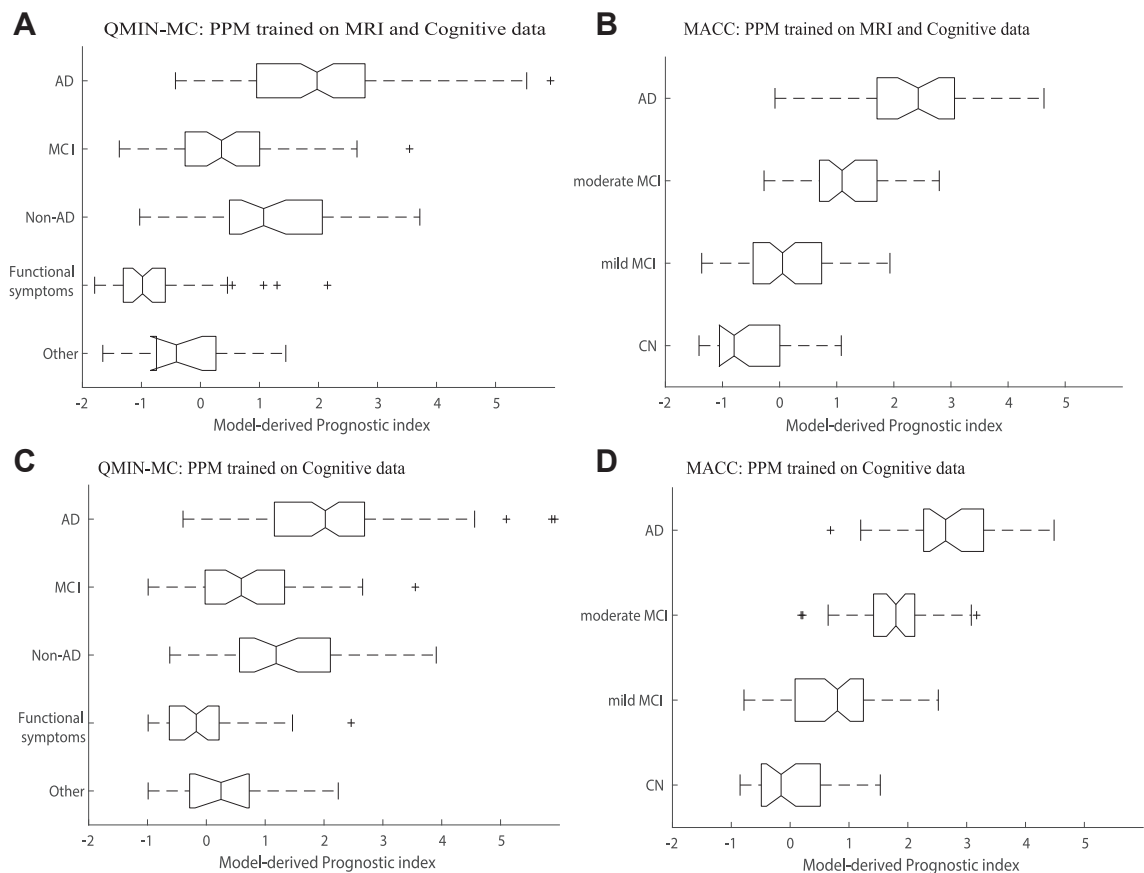 A
QMIN-MC: PPM trained on MRI and Cognitive data
AD
MCI
Non-AD
Functional
symptoms
Other
-2 -1 0 1 2 3 4 5
Model-derived Prognostic index
B
MACC: PPM trained on MRI and Cognitive data
AD
moderate MCI
mild MCI
CN
-2 -1 0 1 2 3 4 5
Model-derived Prognostic index
C
QMIN-MC: PPM trained on Cognitive data
AD
MCI
Non-AD
Functional
symptoms
Other
-2 -1 0 1 2 3 4 5
Model-derived Prognostic index
D
MACC: PPM trained on Cognitive data
AD
moderate MCI
mild MCI
CN
-2 -1 0 1 2 3 4 5
Model-derived Prognostic index